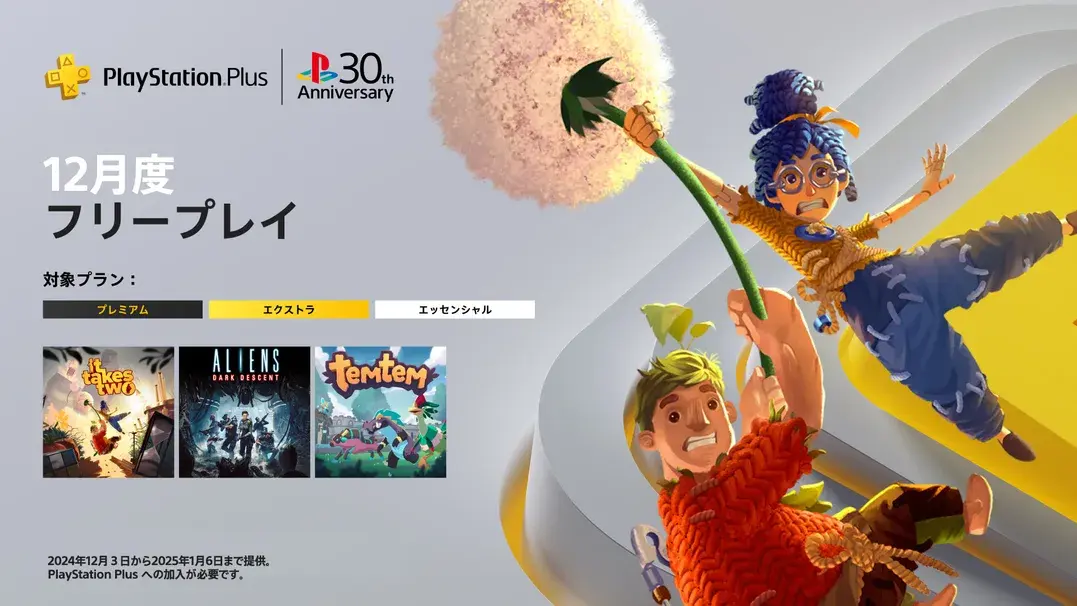 PlayStation.Plus
30th
Anniversary
12月度
フリープレイ
対象プラン：
プレミアム
エクストラ
エッセンシャル
it
takes
two
ALIENS
DARK DESCENT
temtem
2024年12月３日から2025年1月6日まで提供。
PlayStation Plus への加入が必要です。